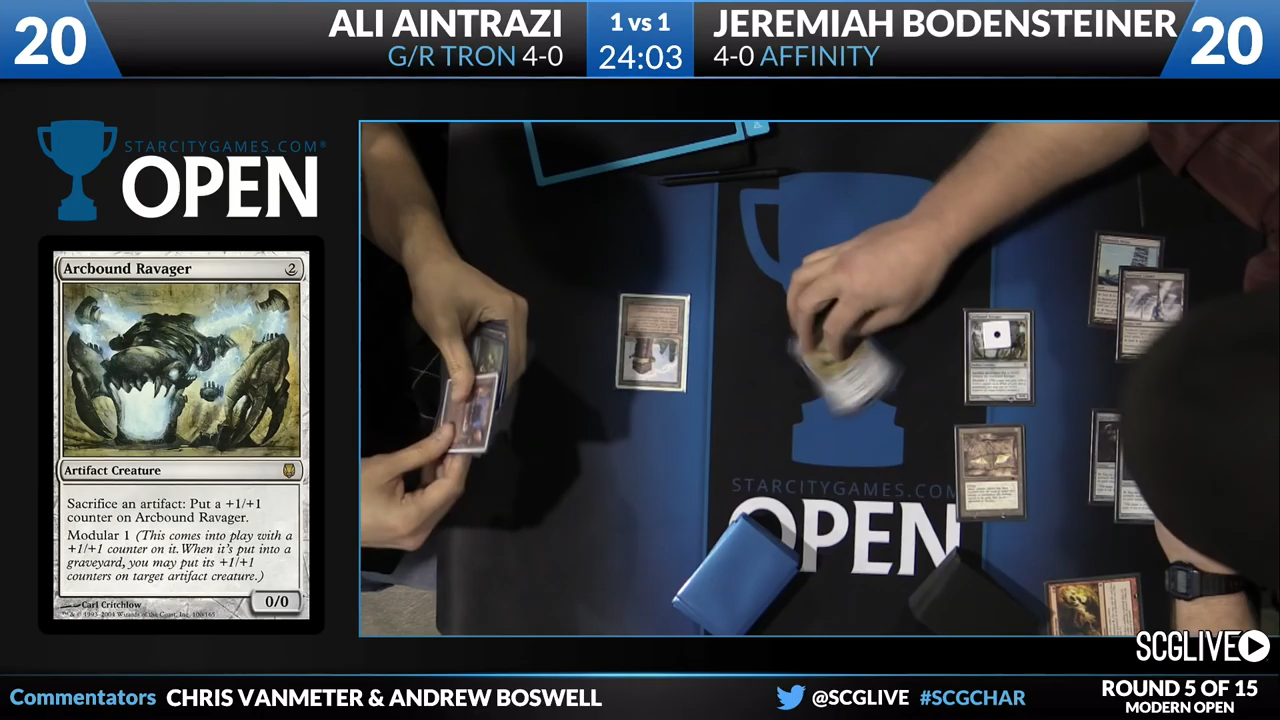 20
ALI AINTRAZI
G/R TRON 4-0
1 vs 1
24:03
JEREMIAH BODENSTEINER
4-0 AFFINITY
20
STARCITYGAMES.COM®
OPEN
Arcbound Ravager 2
Artifact Creature
Sacrifice an artifact: Put a +1/+1
counter on Arcbound Ravager.
Modular 1 (This comes into play with a
+1/+1 counter on it. When it's put into a
graveyard, you may put its +1/+1
counters on target artifact creature.)
Carl Critchlow
0/0
STARCITYGAMES.COM
OPEN
SCGLIVE
Commentators CHRIS VANMETER & ANDREW BOSWELL
@SCGLIVE #SCGCHAR
ROUND 5 OF 15
MODERN OPEN